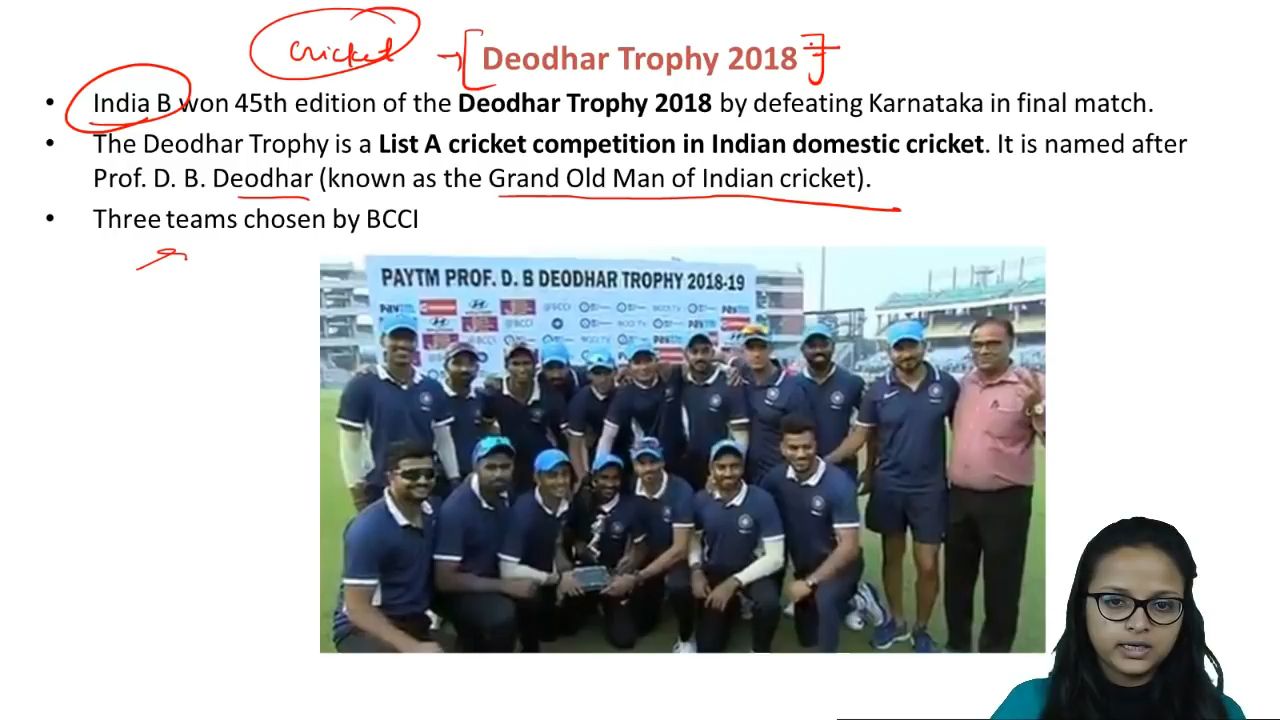 cricket → [Deodhar Trophy 2018]
• India B won 45th edition of the Deodhar Trophy 2018 by defeating Karnataka in final match.
• The Deodhar Trophy is a List A cricket competition in Indian domestic cricket. It is named after
Prof. D. B. Deodhar (known as the Grand Old Man of Indian cricket).
• Three teams chosen by BCCI
PAYTM PROF. D. B DEODHAR TROPHY 2018-19